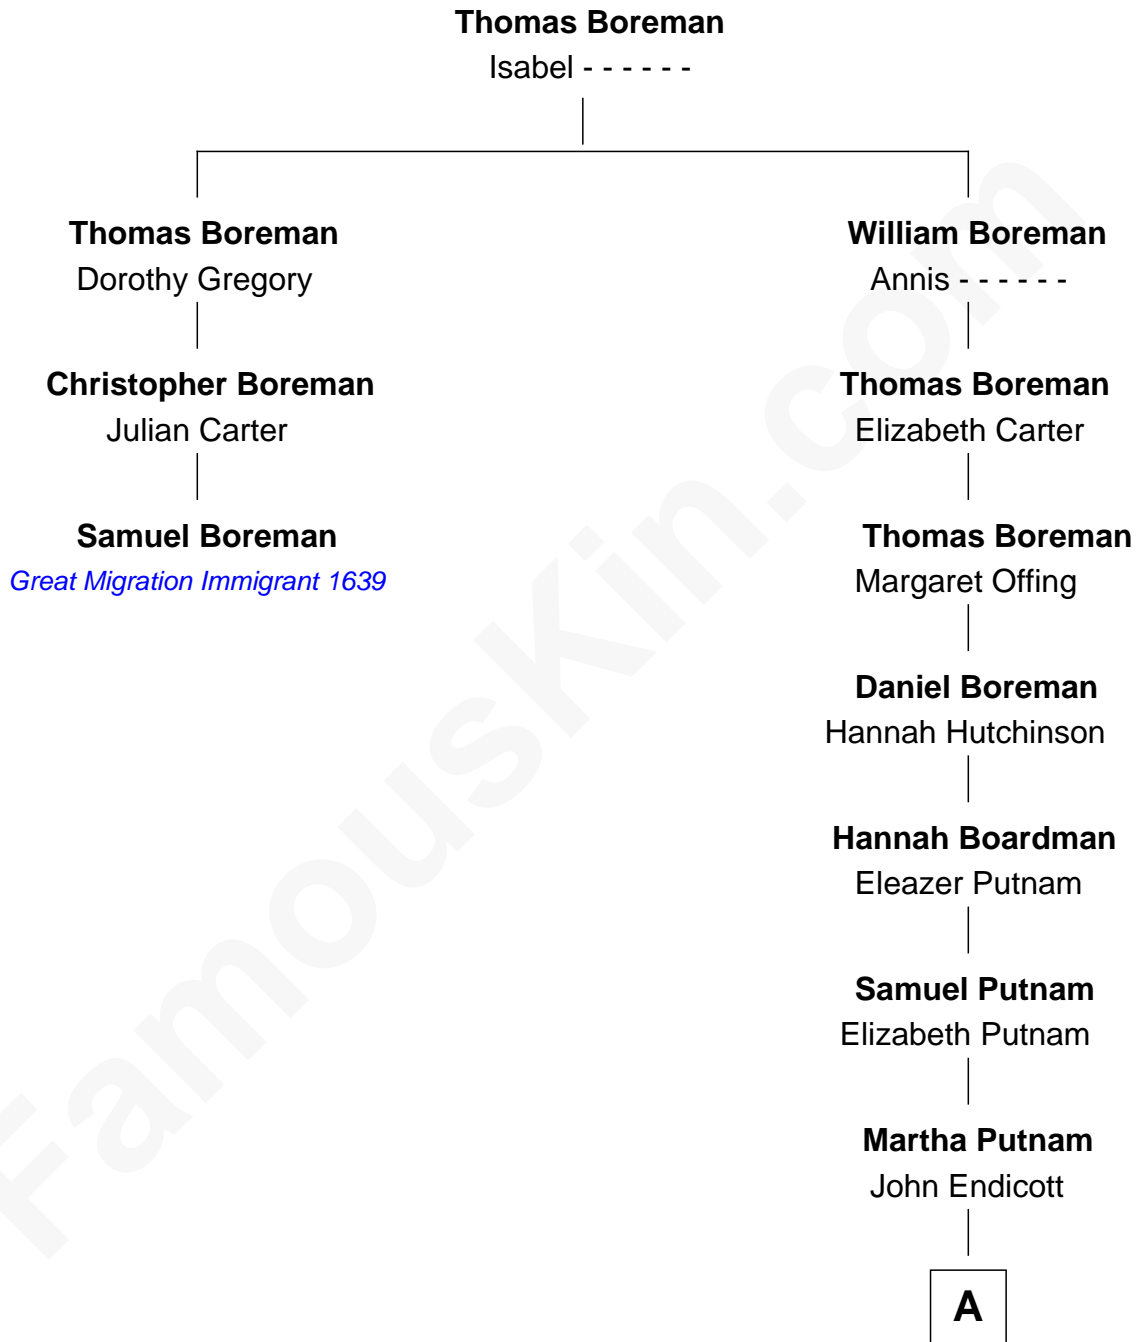 Thomas Boreman
Isabel - - - - - -
Thomas Boreman
Dorothy Gregory
William Boreman
Annis - - - - - -
Christopher Boreman
Julian Carter
Thomas Boreman
Elizabeth Carter
Samuel Boreman
Great Migration Immigrant 1639
Thomas Boreman
Margaret Offing
Daniel Boreman
Hannah Hutchinson
Hannah Boardman
Eleazer Putnam
Samuel Putnam
Elizabeth Putnam
Martha Putnam
John Endicott
A
FamousKin.com